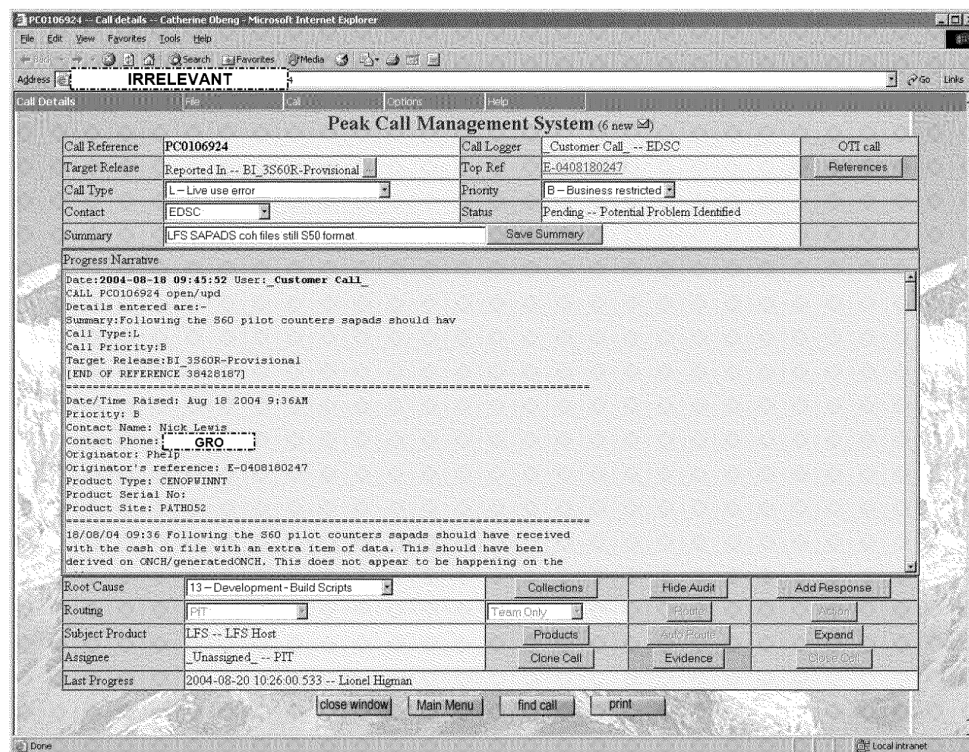 PC0106924 -- Call details -- Catherine Obeng - Microsoft Internet Explorer
File Edit View Favorites Tools Help
Search Favorites Media
Address IRRELEVANT Go Links
Call Details File Call Options Help
Peak Call Management System (6 new)
Call Reference PC0106924 Call Logger _Customer Call_ -- EDSC OTI call
Target Release Reported In -- BI_3S60R-Provisional ... Top Ref E-0408180247 References
Call Type L -- Live use error Priority B -- Business restricted
Contact EDSC Status Pending -- Potential Problem Identified
Summary LFS SAPADS coh files still S50 format Save Summary
Progress Narrative
Date:2004-08-18 09:45:52 User:_Customer Call_
CALL PC0106924 open/upd
Details entered are:-
Summary:Following the S60 pilot counters sapads should hav
Call Type:L
Call Priority:B
Target Release:BI_3S60R-Provisional
[END OF REFERENCE 38428187]
Date/Time Raised: Aug 18 2004 9:36AM
Priority: B
Contact Name: Nick Lewis
Contact Phone: GRO
Originator: Phelp
Originator's reference: E-0408180247
Product Type: CENOPWINNT
Product Serial No:
Product Site: PATH052
18/08/04 09:36 Following the S60 pilot counters sapads should have received
with the cash on file with an extra item of data. This should have been
derived on ONCH/generatedONCH. This does not appear to be happening on the
Root Cause 13 -- Development - Build Scripts Collections Hide Audit Add Response
Routing PIT Team Only Route Action
Subject Product LFS -- LFS Host Products Auto Route Expand
Assignee _Unassigned_ -- PIT Clone Call Evidence Close Call
Last Progress 2004-08-20 10:26:00.533 -- Lionel Higman
close window Main Menu find call print
Done Local intranet